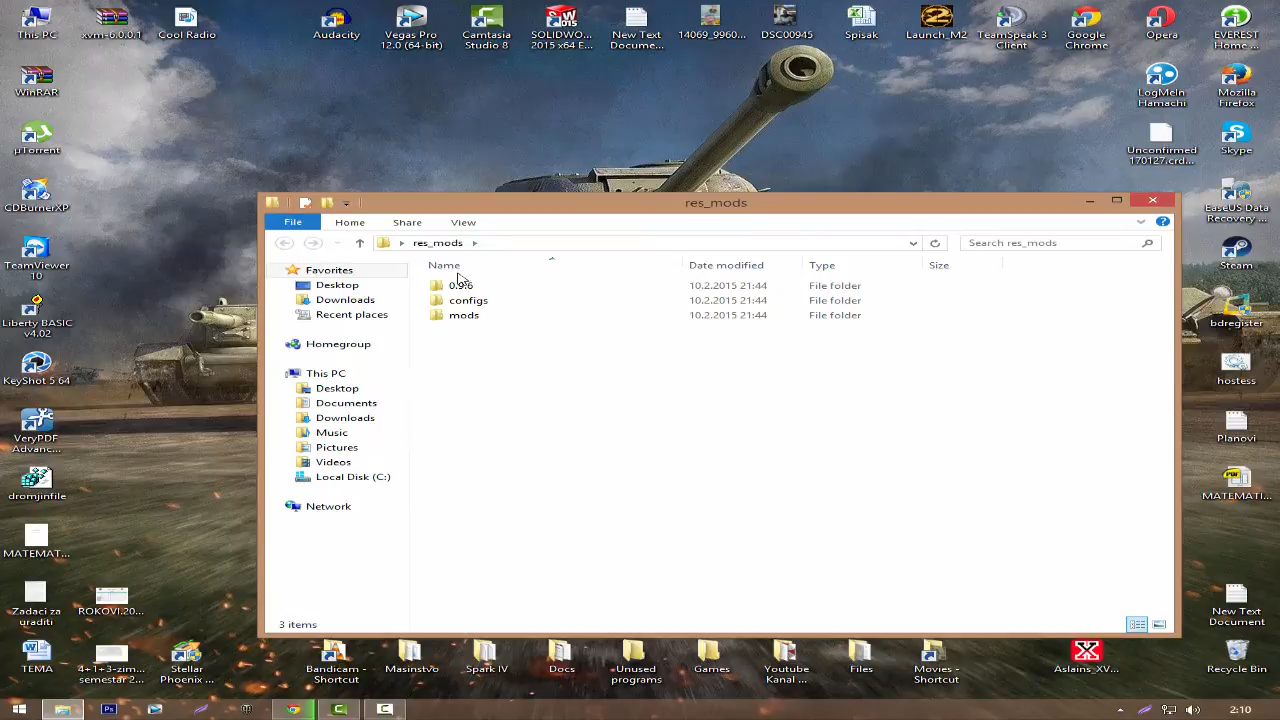 This PC
xvm-6.0.0.1
Cool Radio
Audacity
Vegas Pro
12.0 (64-bit)
Camtasia
Studio 8
SOLIDWO...
2015 x64 E...
New Text
Docume...
14069_9960...
DSC00945
Spisak
Launch_M2
TeamSpeak 3
Client
Google
Chrome
Opera
EVEREST
Home ...
WinRAR
LogMeIn
Hamachi
Mozilla
Firefox
µTorrent
Unconfirmed
170127.crd...
Skype
CDBurnerXP
EaseUS Data
Recovery ...
TeamViewer
10
Steam
Liberty BASIC
v4.02
bdregister
KeyShot 5 64
hostess
VeryPDF
Advanc...
Planovi
dromjinfile
MATEMATI...
MATEMAT...
Zadaci za
uraditi
ROKOVI.20...
New Text
Document
res_mods
File
Home
Share
View
res_mods
Search res_mods
Name
Date modified
Type
Size
configs
10.2.2015 21:44
File folder
mods
10.2.2015 21:44
File folder
10.2.2015 21:44
File folder
Favorites
Desktop
Downloads
Recent places
Homegroup
This PC
Desktop
Documents
Downloads
Music
Pictures
Videos
Local Disk (C:)
Network
3 items
TEMA
4+1+3-zim...
semestar 2...
Stellar
Phoenix ...
Bandicam -
Shortcut
Masinstvo
Spark IV
Docs
Unused
programs
Games
Youtube
Kanal ...
Files
Movies -
Shortcut
Aslains_XV...
Recycle Bin
Ps
2:10